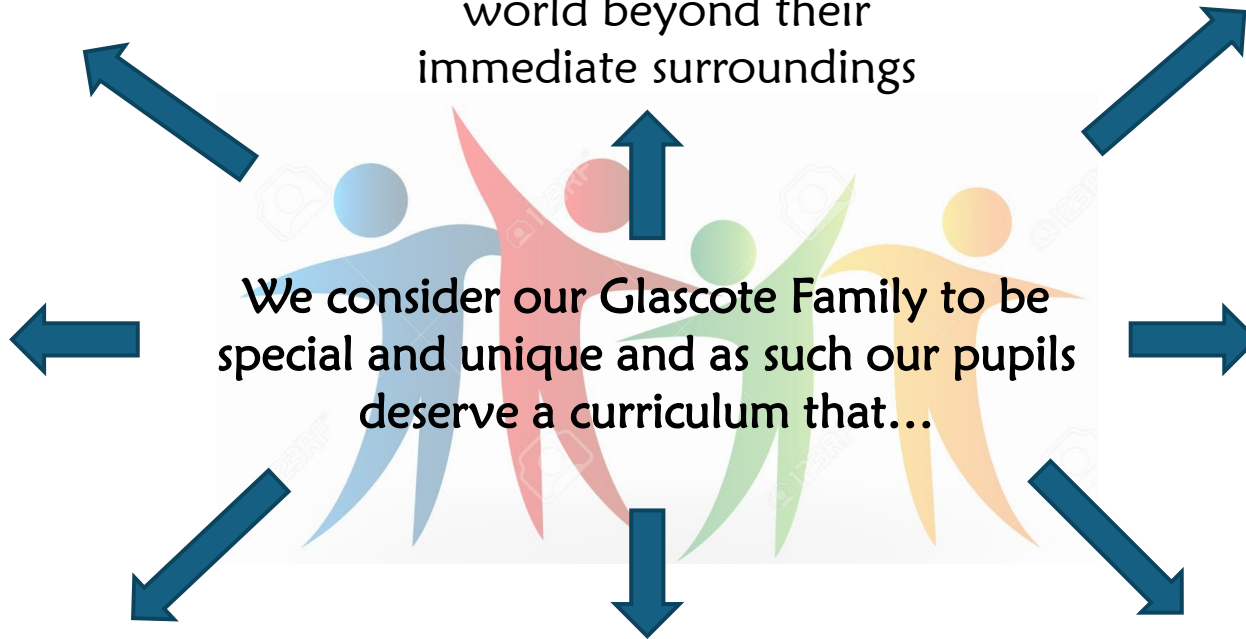 world beyond their
immediate surroundings
We consider our Glascote Family to be
special and unique and as such our pupils
deserve a curriculum that…